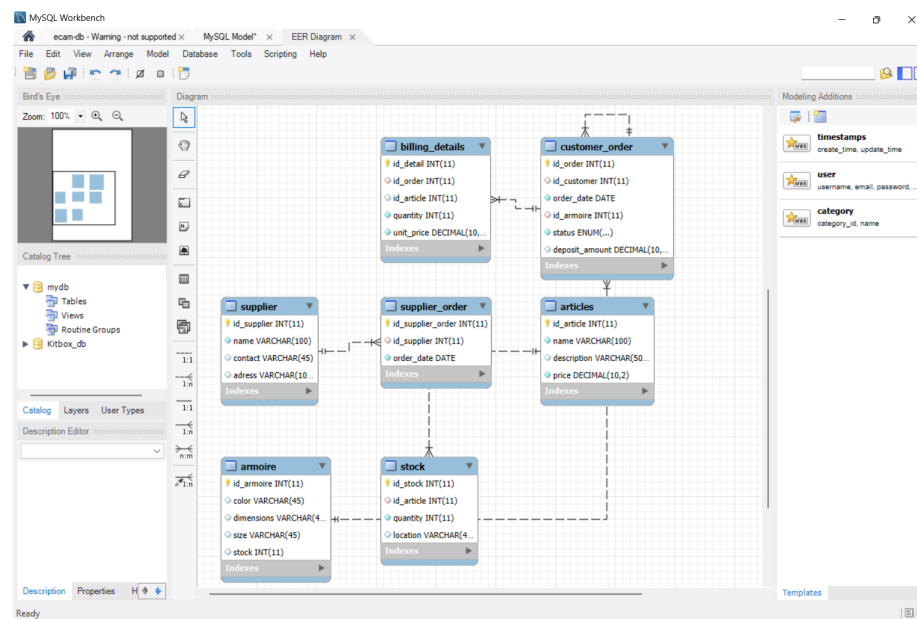 MySQL Workbench
ecam-db - Warning - not supported × MySQL Model* × EER Diagram ×
File Edit View Arrange Model Database Tools Scripting Help
Bird's Eye
Diagram
Modeling Additions
Zoom: 100%
timestamps
create_time, update_time
user
username, email, password, ...
category
category_id, name
billing_details
id_detail INT(11)
id_order INT(11)
id_article INT(11)
quantity INT(11)
unit_price DECIMAL(10,...
Indexes
customer_order
id_order INT(11)
id_customer INT(11)
order_date DATE
id_armoire INT(11)
status ENUM(...)
deposit_amount DECIMAL(10,...
Indexes
Catalog Tree
mydb
Tables
Views
Routine Groups
Kitbox_db
supplier
id_supplier INT(11)
name VARCHAR(100)
contact VARCHAR(45)
adress VARCHAR(10...
Indexes
supplier_order
id_supplier_order INT(11)
id_supplier INT(11)
order_date DATE
Indexes
articles
id_article INT(11)
name VARCHAR(100)
description VARCHAR(50...
price DECIMAL(10,2)
Indexes
1:1
1:n
1:1
1:n
n:m
1:n
Catalog Layers User Types
Description Editor
armoire
id_armoire INT(11)
color VARCHAR(45)
dimensions VARCHAR(4...
size VARCHAR(45)
stock INT(11)
Indexes
stock
id_stock INT(11)
id_article INT(11)
quantity INT(11)
location VARCHAR(4...
Indexes
Description Properties H
Templates
Ready